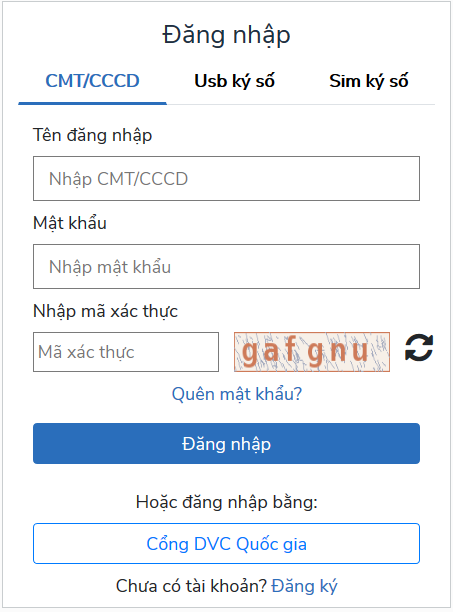 Đăng nhập
CMT/CCCD Usb ký số Sim ký số
Tên đăng nhập
Nhập CMT/CCCD
Mật khẩu
Nhập mật khẩu
Nhập mã xác thực
Mã xác thực gafgnu
Quên mật khẩu?
Đăng nhập
Hoặc đăng nhập bằng:
Cổng DVC Quốc gia
Chưa có tài khoản? Đăng ký